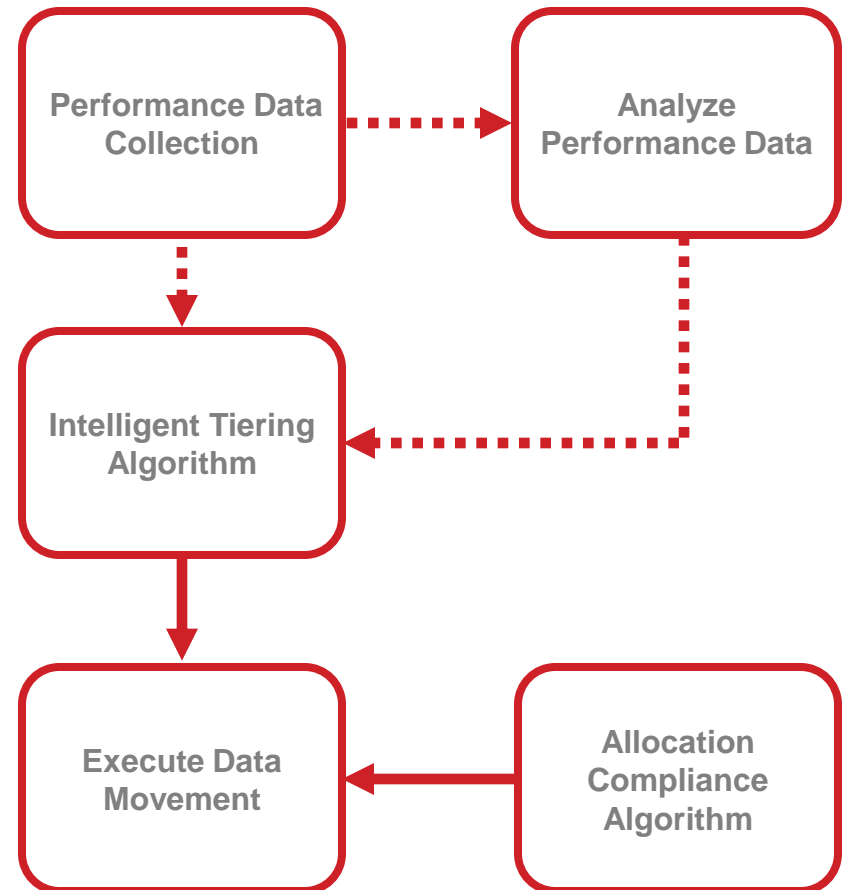 Performance Data
Collection
Analyze
Performance Data
Intelligent Tiering
Algorithm
Execute Data
Movement
Allocation
Compliance
Algorithm